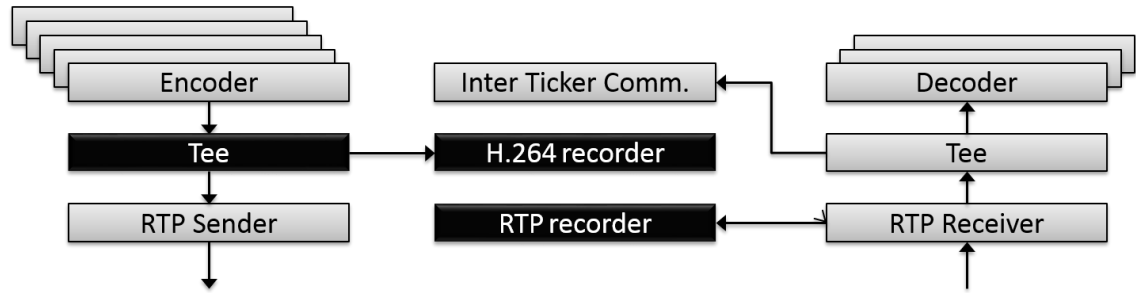 Encoder
Inter Ticker Comm.
Decoder
Tee
H.264 recorder
Tee
RTP Sender
RTP recorder
RTP Receiver